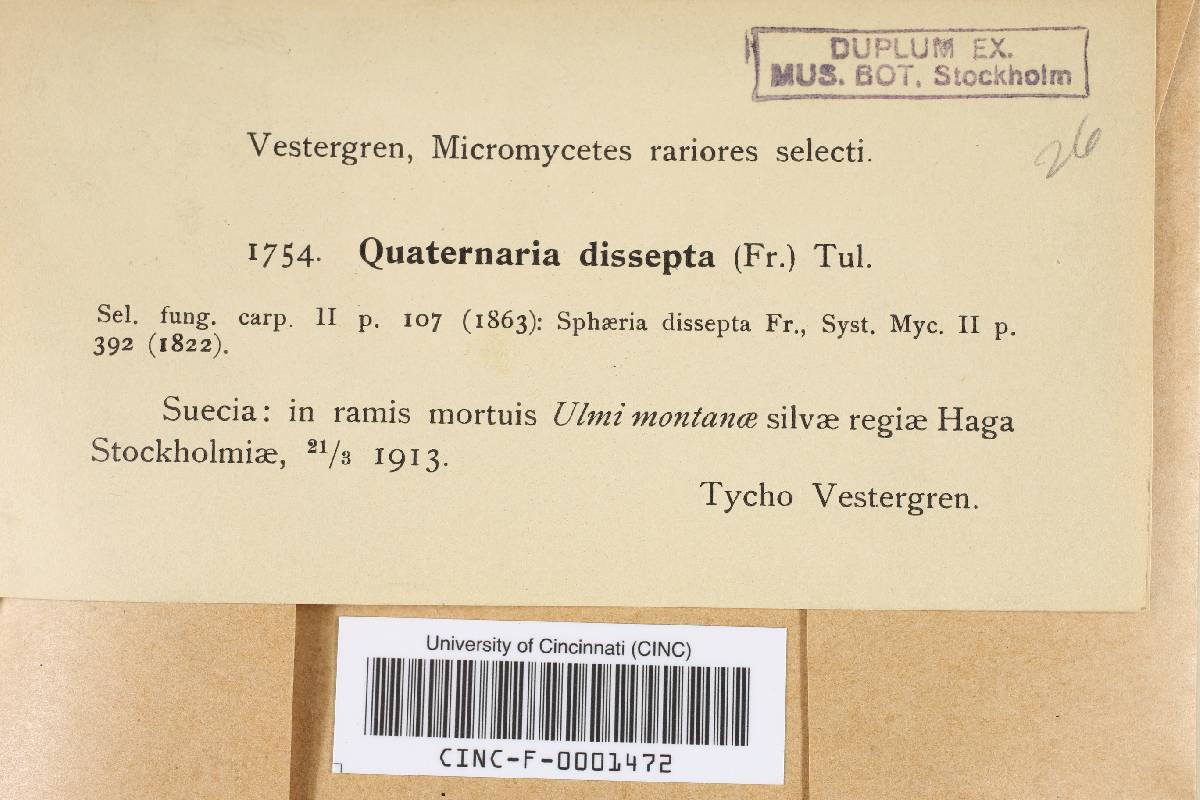 DUPLUM EX.
MUS. BOT. Stockholm
26
Vestergren, Micromycetes rariores selecti.
1754. Quaternaria dissepta (Fr.) Tul.
Sel. fung. carp. II p. 107 (1863): Sphæria dissepta Fr., Syst. Myc. II p.
392 (1822).
Suecia: in ramis mortuis Ulmi montanæ silvæ regiæ Haga
Stockholmiæ, 21/3 1913.
Tycho Vestergren.
University of Cincinnati (CINC)
CINC-F-0001472